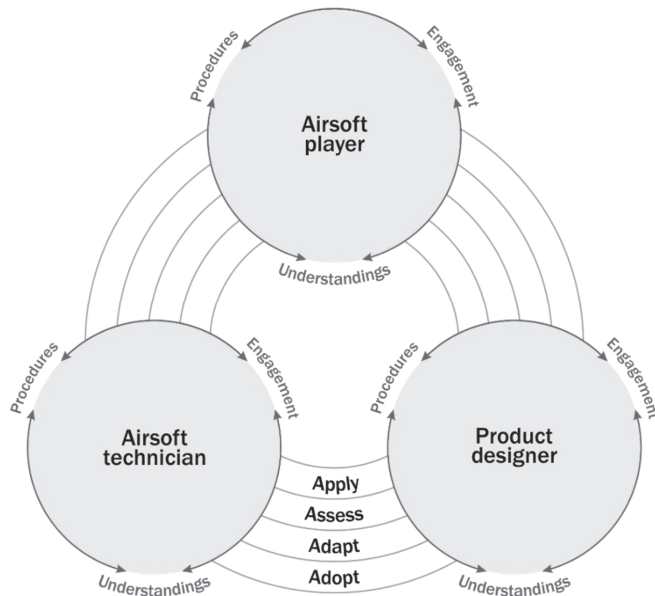 Procedures
Engagement
Airsoft
player
Understandings
Procedures
Engagement
Airsoft
technician
Understandings
Procedures
Engagement
Product
designer
Understandings
Apply
Assess
Adapt
Adopt